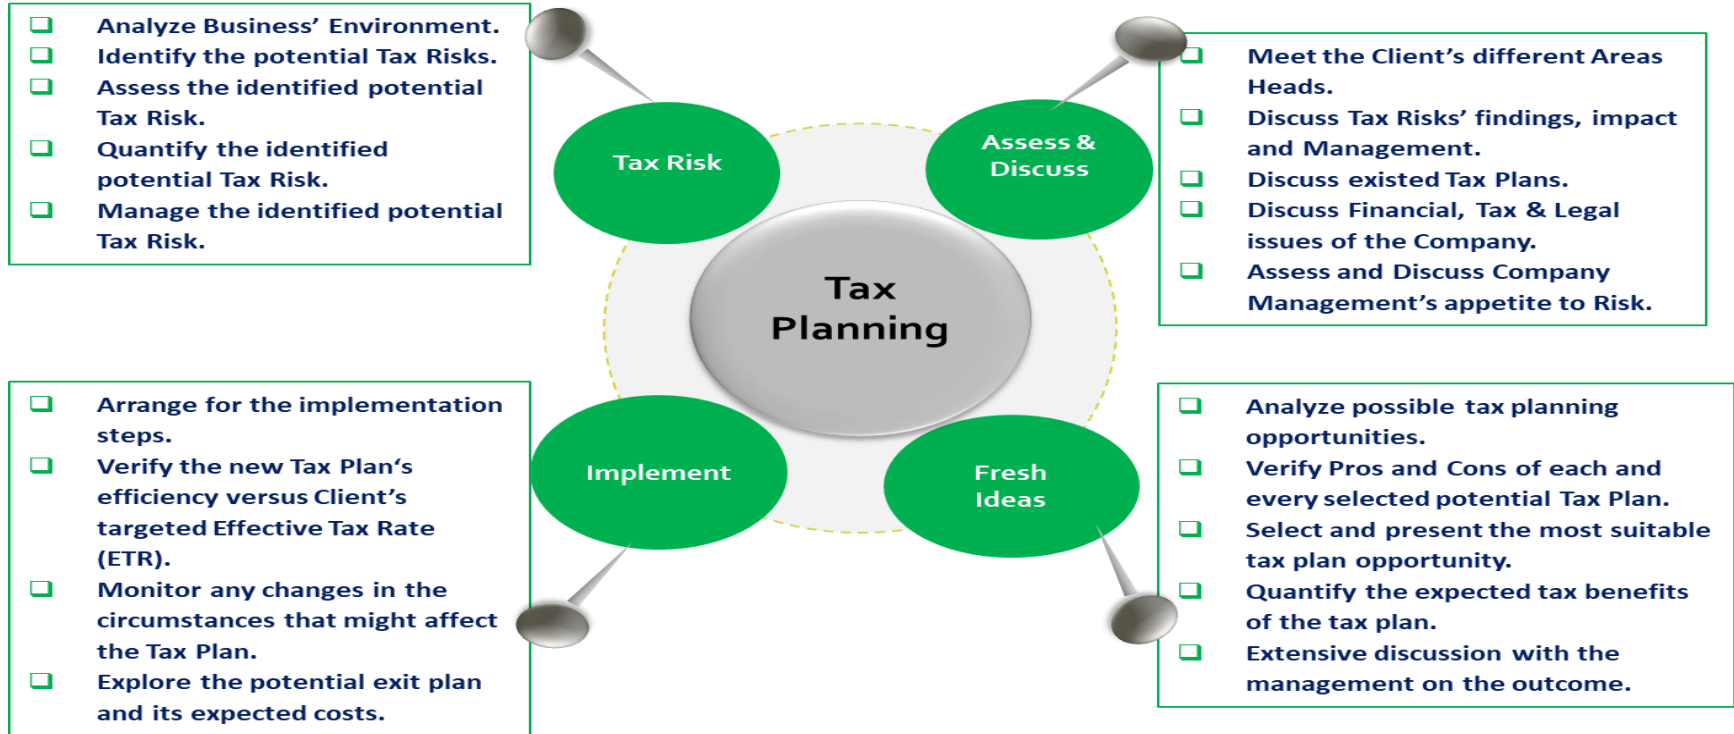 Analyze Business’ Environment.
Identify the potential Tax Risks.
Assess the identified potential
Tax Risk.
Quantify the identified
potential Tax Risk.
Manage the identified potential
Tax Risk.
Tax Risk
Assess &
Discuss
Meet the Client’s different Areas
Heads.
Discuss Tax Risks’ findings, impact
and Management.
Discuss existed Tax Plans.
Discuss Financial, Tax & Legal
issues of the Company.
Assess and Discuss Company
Management’s appetite to Risk.
Tax
Planning
Arrange for the implementation
steps.
Verify the new Tax Plan‘s
efficiency versus Client’s
targeted Effective Tax Rate
(ETR).
Monitor any changes in the
circumstances that might affect
the Tax Plan.
Explore the potential exit plan
and its expected costs.
Implement
Fresh
Ideas
Analyze possible tax planning
opportunities.
Verify Pros and Cons of each and
every selected potential Tax Plan.
Select and present the most suitable
tax plan opportunity.
Quantify the expected tax benefits
of the tax plan.
Extensive discussion with the
management on the outcome.